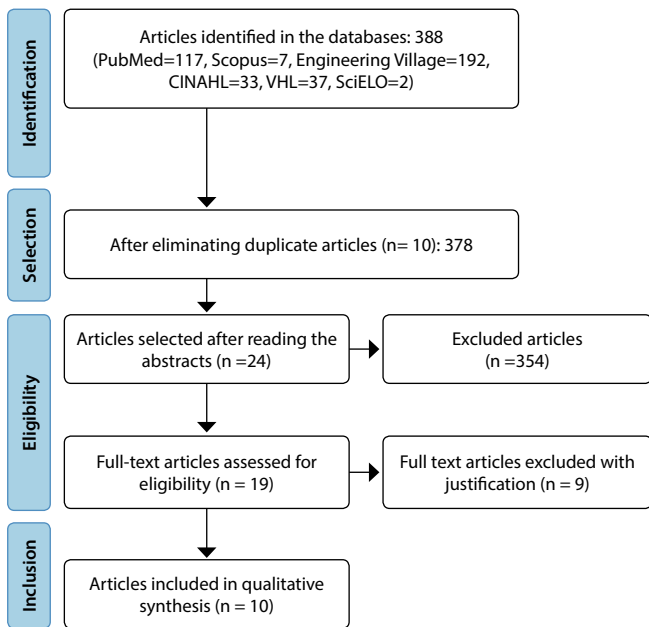 Identification
Articles identified in the databases: 388
(PubMed=117, Scopus=7, Engineering Village=192,
CINAHL=33, VHL=37, SciELO=2)
Selection
After eliminating duplicate articles (n= 10): 378
Eligibility
Articles selected after reading the
abstracts (n =24)
Excluded articles
(n =354)
Full-text articles assessed for
eligibility (n = 19)
Full text articles excluded with
justification (n = 9)
Inclusion
Articles included in qualitative
synthesis (n = 10)